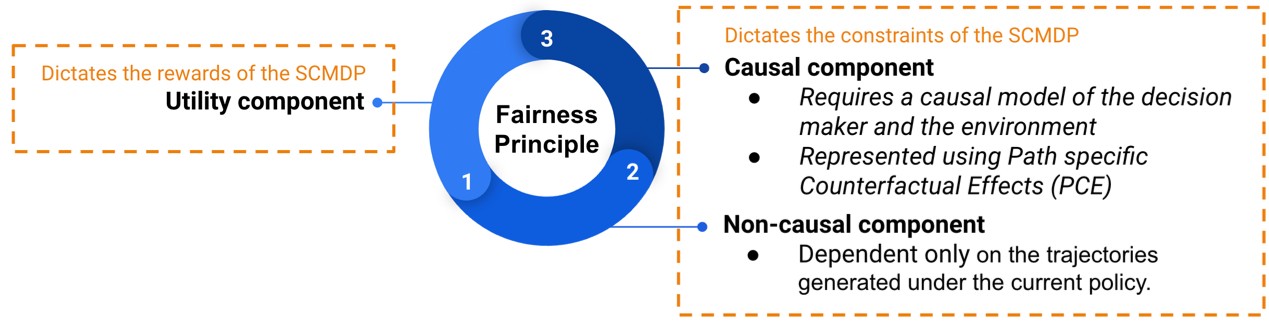 Dictates the rewards of the SCMDP
Utility component
3
Fairness
Principle
1
2
Dictates the constraints of the SCMDP
Causal component
● Requires a causal model of the decision
maker and the environment
● Represented using Path specific
Counterfactual Effects (PCE)
Non-causal component
● Dependent only on the trajectories
generated under the current policy.